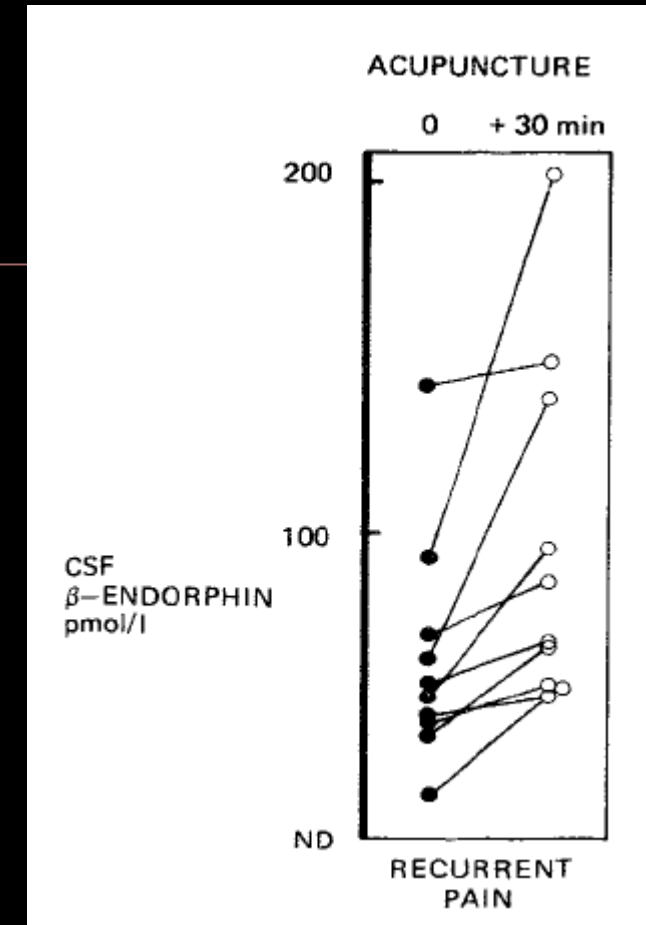 ACUPUNCTURE
0 + 30 min
200
100
CSF
β–ENDORPHIN
pmol/l
ND
RECURRENT
PAIN